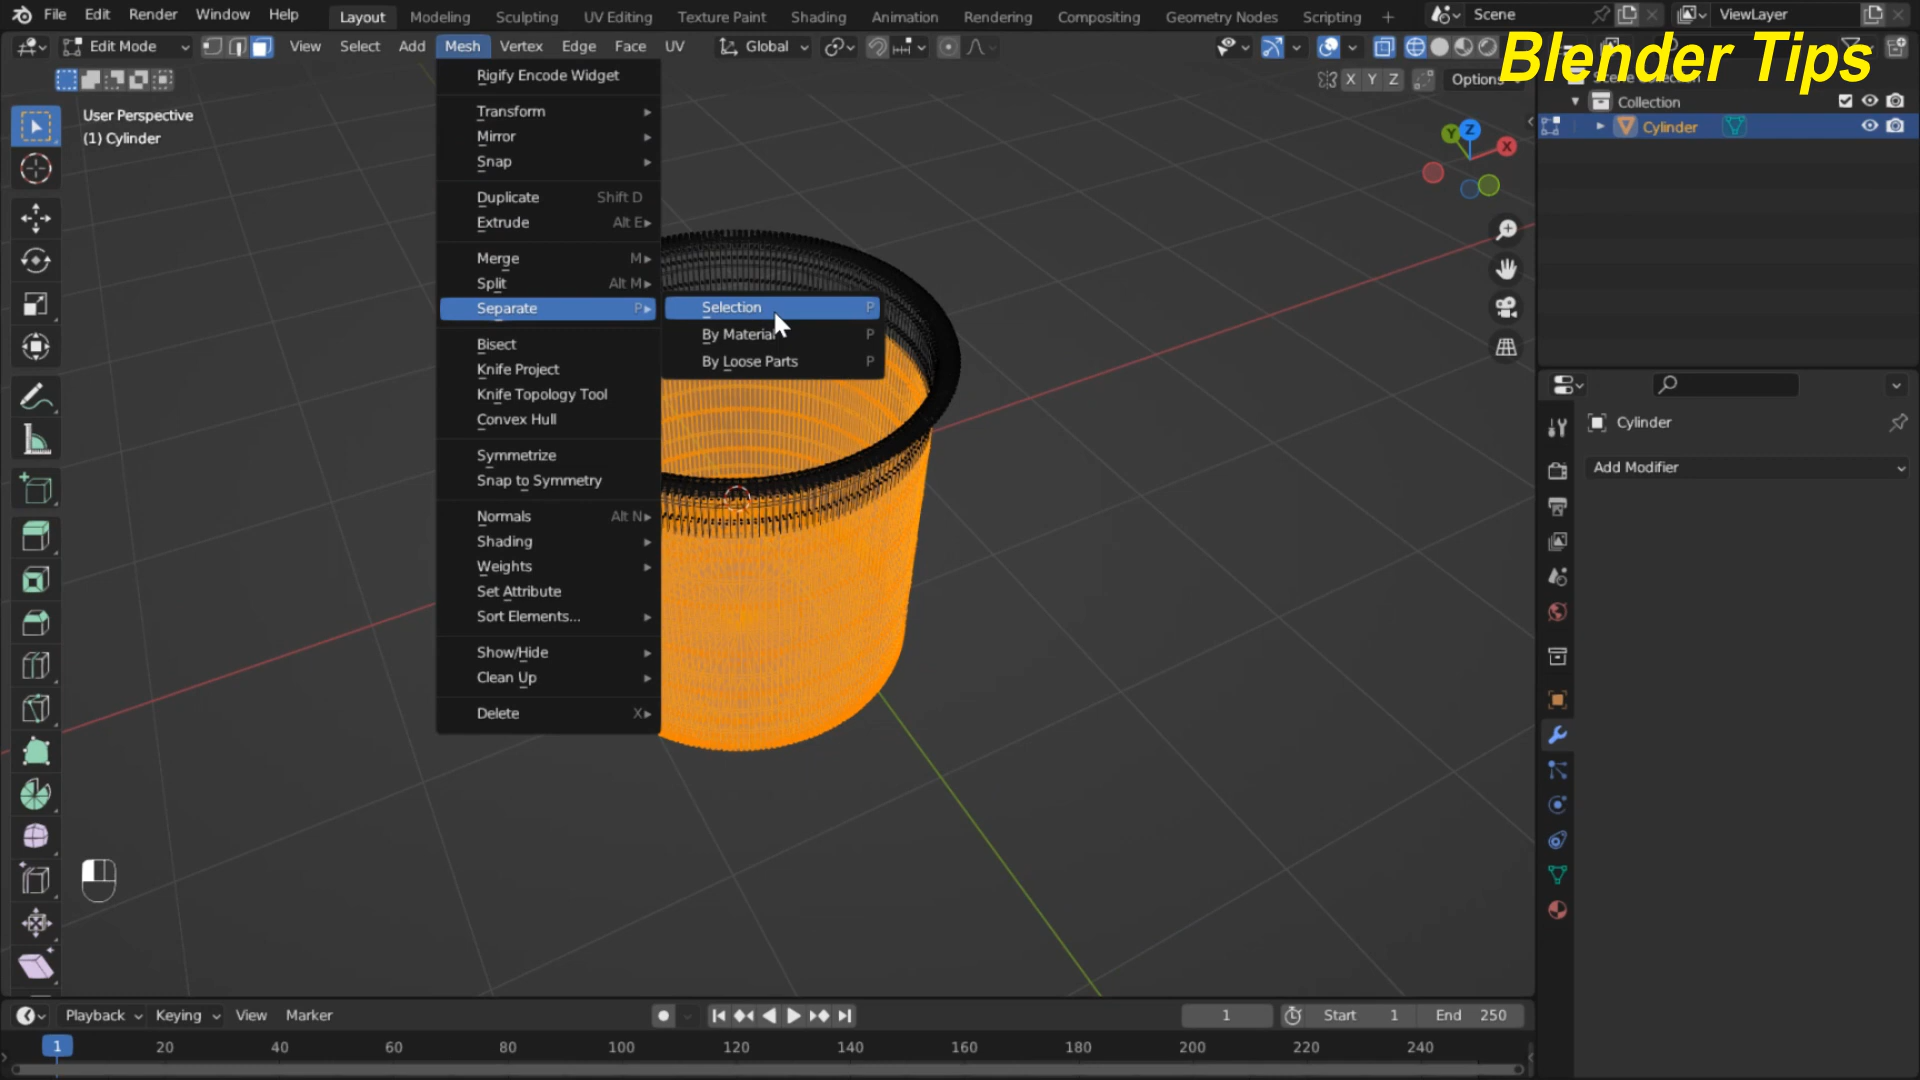 File Edit Render Window Help Layout Modeling Sculpting UV Editing Texture Paint Shading Animation Rendering Compositing Geometry Nodes Scripting + Scene ViewLayer
Edit Mode View Select Add Mesh Vertex Edge Face UV Global
Blender Tips
X Y Z Options
User Perspective
(1) Cylinder
Rigify Encode Widget
Transform
Mirror
Snap
Duplicate Shift D
Extrude Alt E
Merge M
Split Alt M
Separate P
Bisect
Knife Project
Knife Topology Tool
Convex Hull
Symmetrize
Snap to Symmetry
Normals Alt N
Shading
Weights
Set Attribute
Sort Elements...
Show/Hide
Clean Up
Delete X
Selection P
By Material P
By Loose Parts P
Y Z X
Collection
Cylinder
Cylinder
Add Modifier
Playback Keying View Marker 1 Start 1 End 250
1 20 40 60 80 100 120 140 160 180 200 220 240